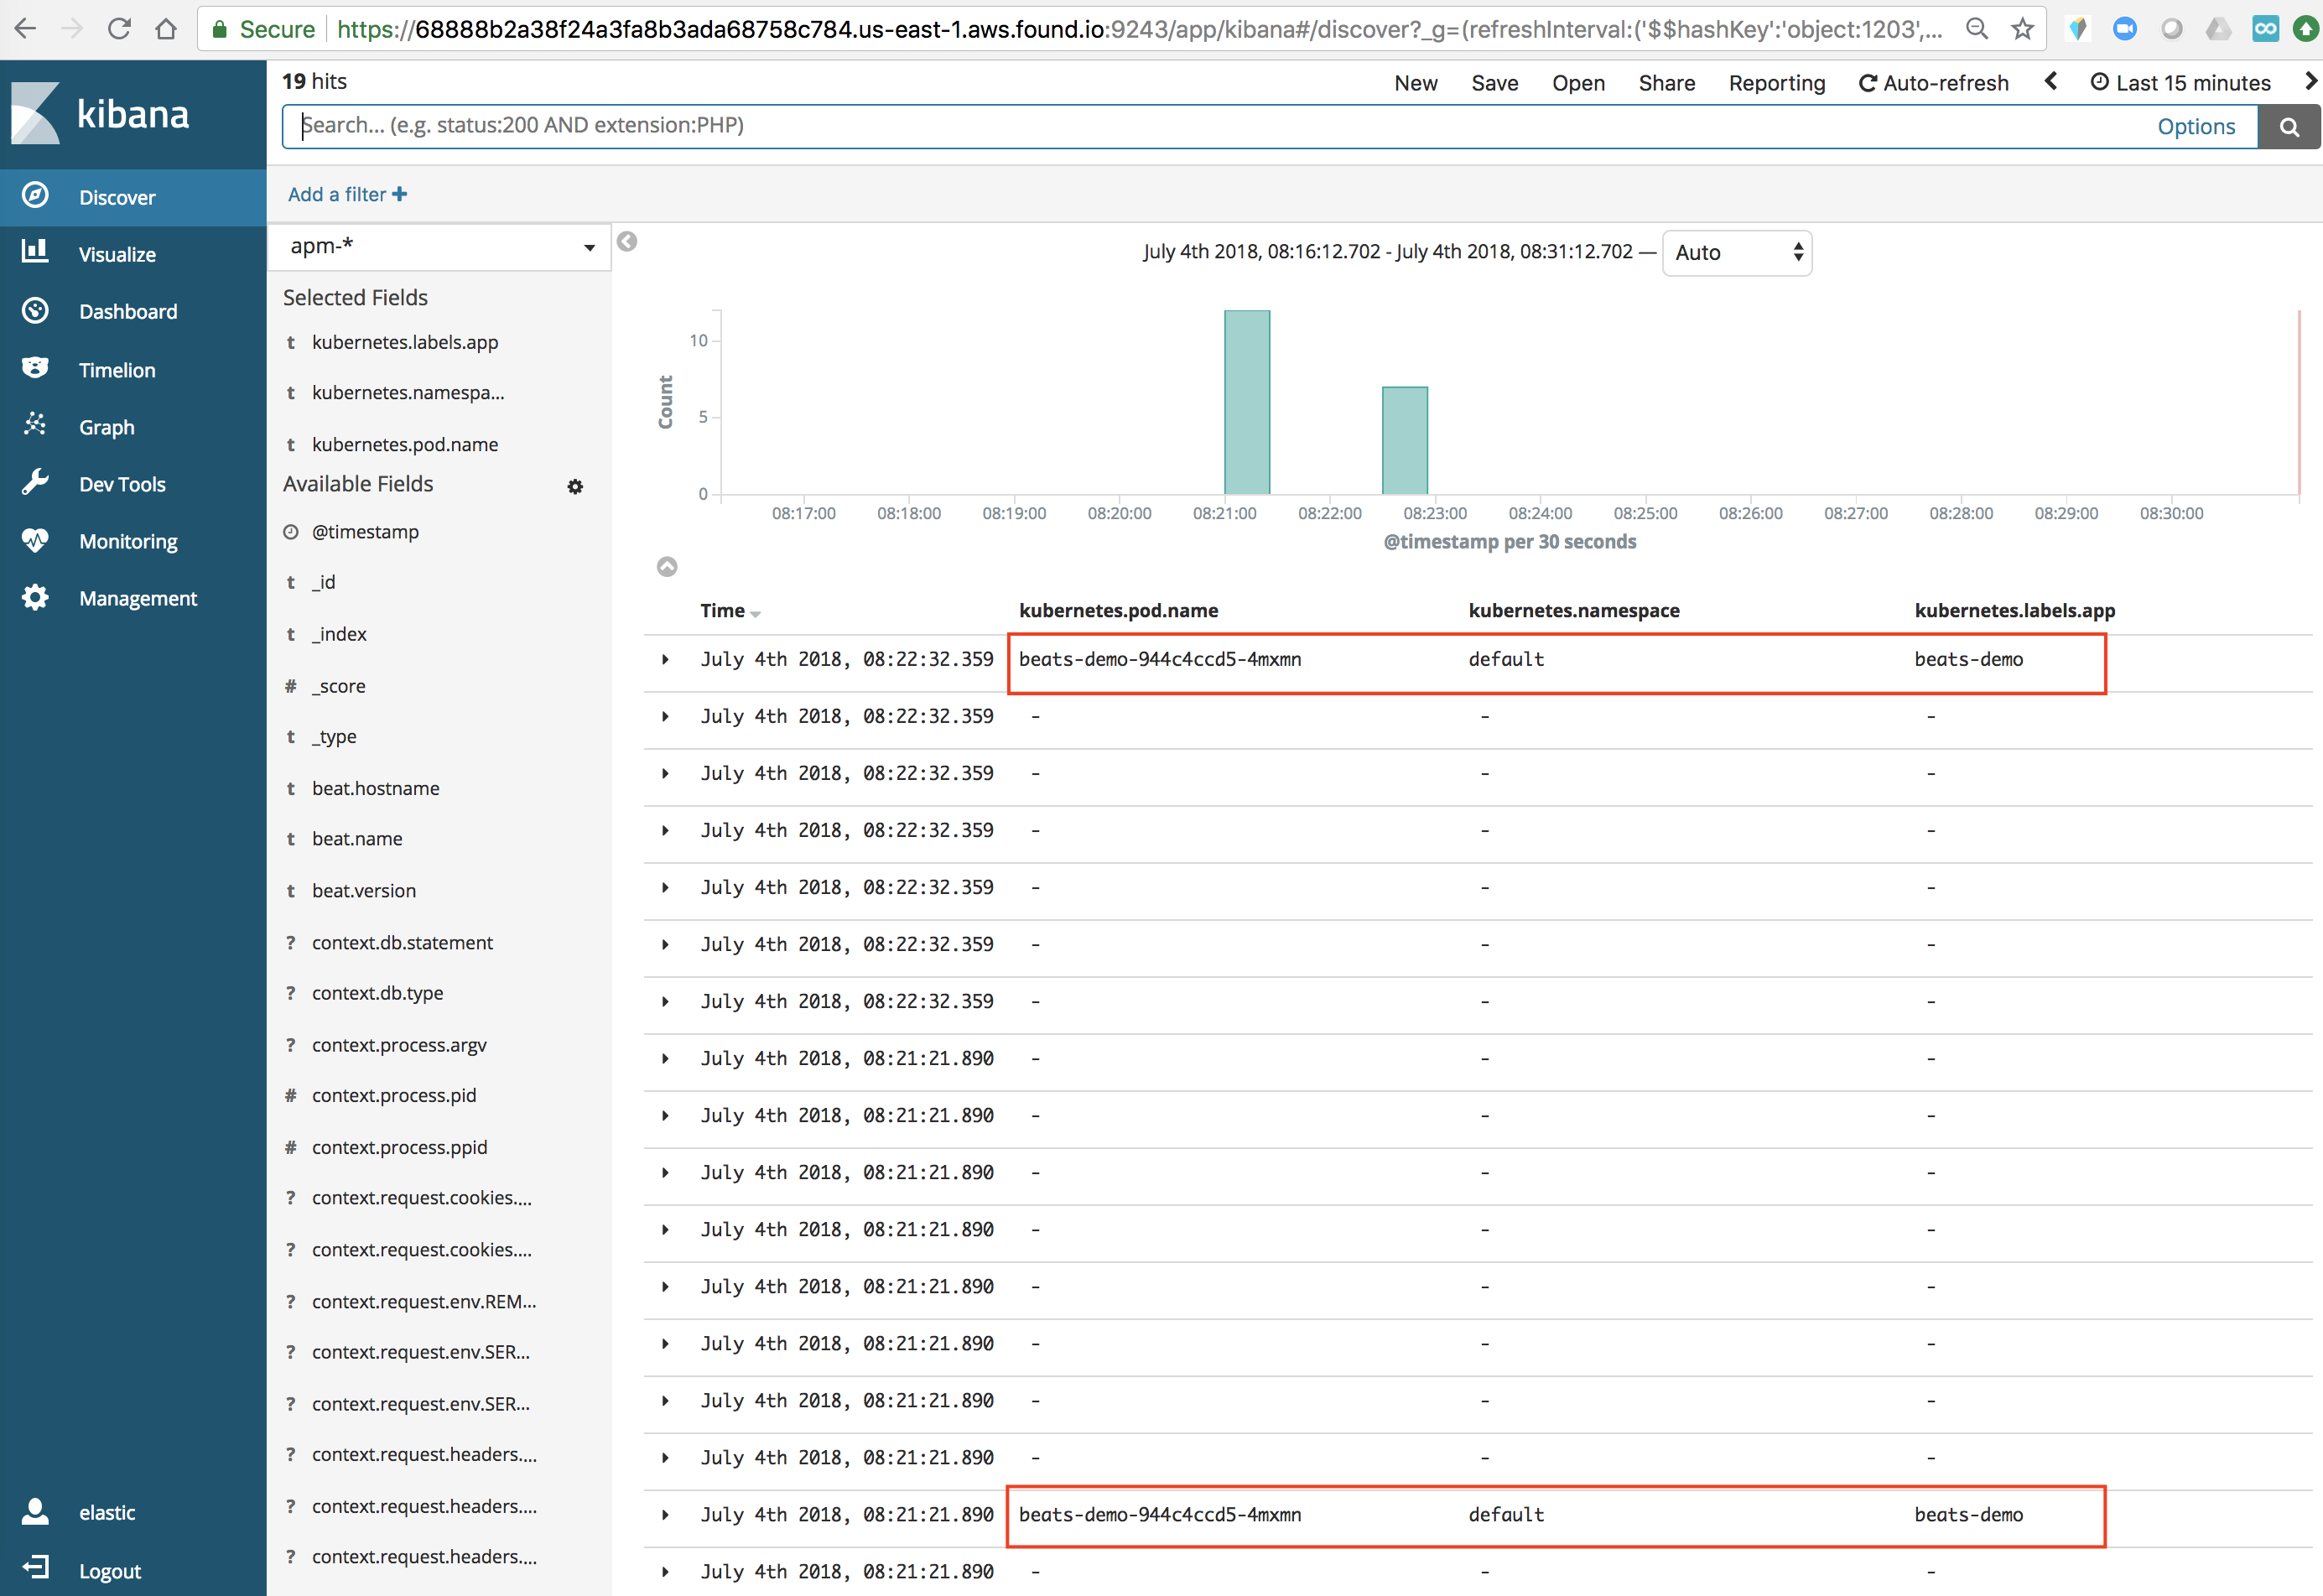 Secure https://68888b2a38f24a3fa8b3ada68758c784.us-east-1.aws.found.io:9243/app/kibana#/discover?_g=(refreshInterval:('$$hashKey':'object:1203',...
kibana
19 hits
New Save Open Share Reporting Auto-refresh Last 15 minutes
Search... (e.g. status:200 AND extension:PHP)
Options
Add a filter
Discover
Visualize
Dashboard
Timelion
Graph
Dev Tools
Monitoring
Management
elastic
Logout
apm-*
Selected Fields
t kubernetes.labels.app
t kubernetes.namespa...
t kubernetes.pod.name
Available Fields
@timestamp
t _id
t _index
# _score
t _type
t beat.hostname
t beat.name
t beat.version
? context.db.statement
? context.db.type
? context.process.argv
# context.process.pid
# context.process.ppid
? context.request.cookies....
? context.request.cookies....
? context.request.env.REM...
? context.request.env.SER...
? context.request.env.SER...
? context.request.headers....
? context.request.headers....
? context.request.headers....
July 4th 2018, 08:16:12.702 - July 4th 2018, 08:31:12.702 — Auto
Count
10
5
0
08:17:00 08:18:00 08:19:00 08:20:00 08:21:00 08:22:00 08:23:00 08:24:00 08:25:00 08:26:00 08:27:00 08:28:00 08:29:00 08:30:00
@timestamp per 30 seconds
Time kubernetes.pod.name kubernetes.namespace kubernetes.labels.app
July 4th 2018, 08:22:32.359 beats-demo-944c4ccd5-4mxmn default beats-demo
July 4th 2018, 08:22:32.359 - - -
July 4th 2018, 08:22:32.359 - - -
July 4th 2018, 08:22:32.359 - - -
July 4th 2018, 08:22:32.359 - - -
July 4th 2018, 08:22:32.359 - - -
July 4th 2018, 08:22:32.359 - - -
July 4th 2018, 08:21:21.890 - - -
July 4th 2018, 08:21:21.890 - - -
July 4th 2018, 08:21:21.890 - - -
July 4th 2018, 08:21:21.890 - - -
July 4th 2018, 08:21:21.890 - - -
July 4th 2018, 08:21:21.890 - - -
July 4th 2018, 08:21:21.890 - - -
July 4th 2018, 08:21:21.890 - - -
July 4th 2018, 08:21:21.890 beats-demo-944c4ccd5-4mxmn default beats-demo
July 4th 2018, 08:21:21.890 - - -